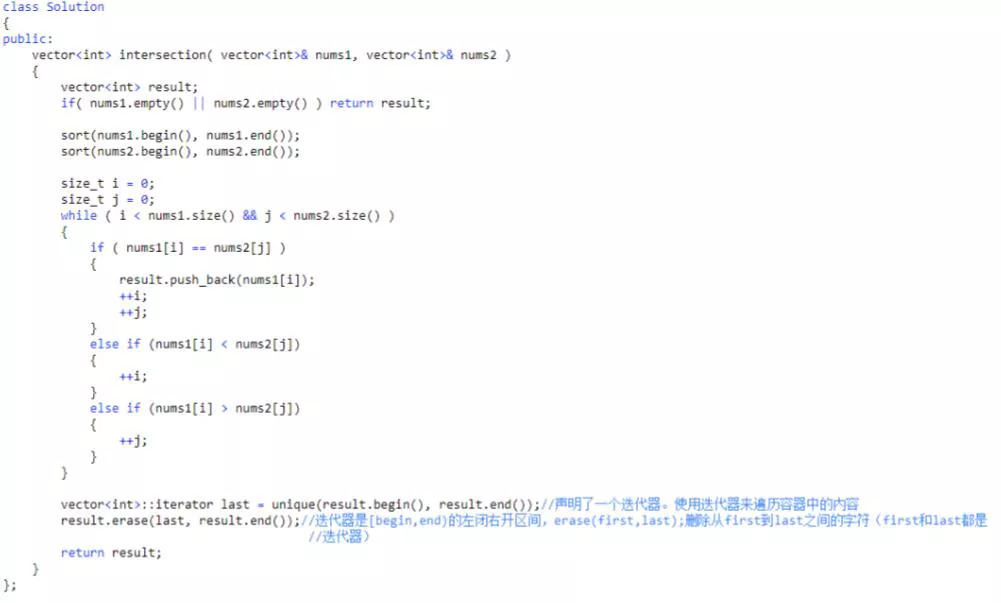 class Solution
{
public:
    vector<int> intersection( vector<int>& nums1, vector<int>& nums2 )
    {
        vector<int> result;
        if( nums1.empty() || nums2.empty() ) return result;

        sort(nums1.begin(), nums1.end());
        sort(nums2.begin(), nums2.end());

        size_t i = 0;
        size_t j = 0;
        while ( i < nums1.size() && j < nums2.size() )
        {
            if ( nums1[i] == nums2[j] )
            {
                result.push_back(nums1[i]);
                ++i;
                ++j;
            }
            else if (nums1[i] < nums2[j])
            {
                ++i;
            }
            else if (nums1[i] > nums2[j])
            {
                ++j;
            }
        }

        vector<int>::iterator last = unique(result.begin(), result.end());//声明了一个迭代器。使用迭代器来遍历容器中的内容
        result.erase(last, result.end());//迭代器是[begin,end)的左闭右开区间，erase(first,last);删除从first到last之间的字符（first和last都是
                                         //迭代器）
        return result;
    }
};